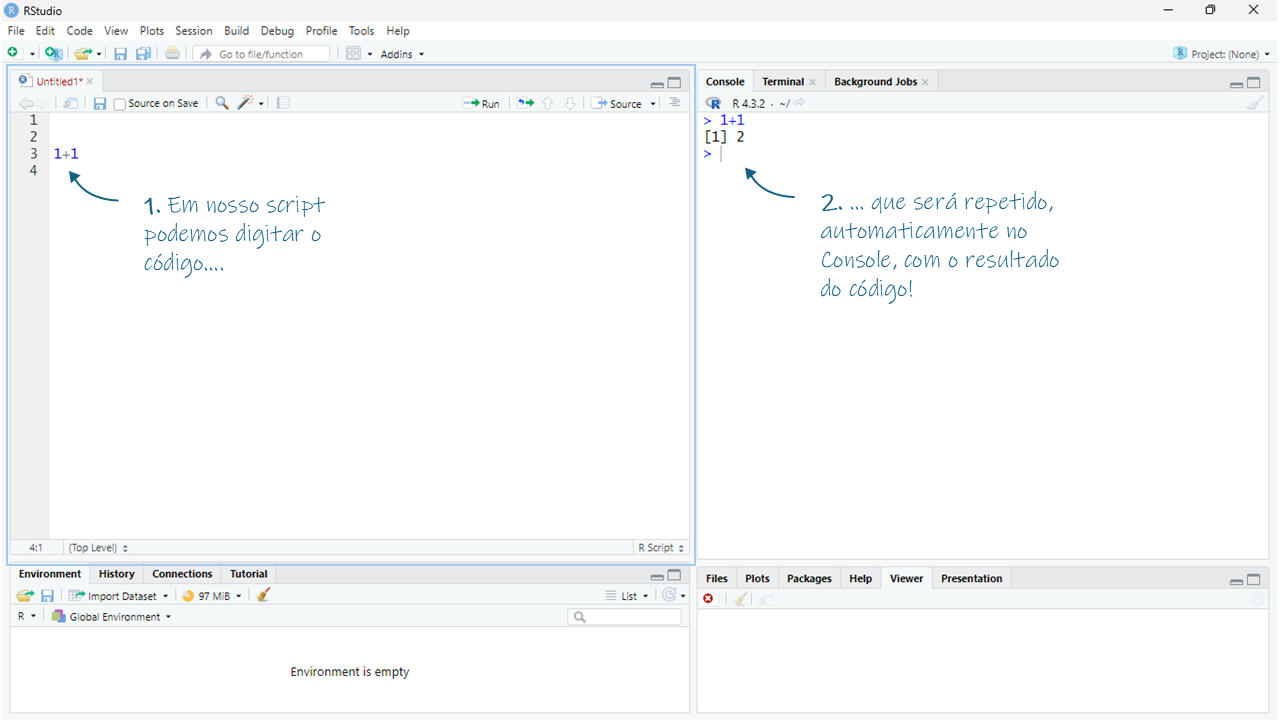 RStudio
File Edit Code View Plots Session Build Debug Profile Tools Help
Go to file/function Addins Project: (None)
Untitled1*
Source on Save Run Source
1
2
3 1+1
4
1. Em nosso script
podemos digitar o
código....
4:1 (Top Level) R Script
Console Terminal Background Jobs
R 4.3.2 · ~/
> 1+1
[1] 2
>
2. ... que será repetido,
automaticamente no
Console, com o resultado
do código!
Environment History Connections Tutorial
Import Dataset 97 MiB List
R Global Environment
Environment is empty
Files Plots Packages Help Viewer Presentation